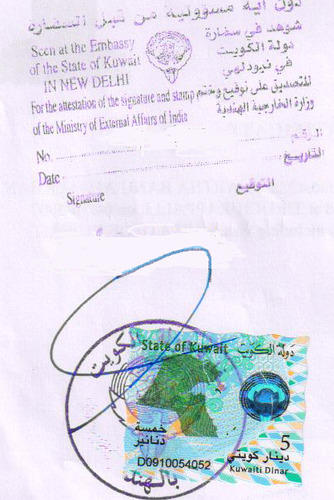 دون أية مسؤولية من قبل السفارة
شوهد في سفارة
دولة الكويت
في نيودلهي
للتصديق على توقيع وختم
وزارة الخارجية الهندية
Seen at the Embassy
of the State of Kuwait
IN NEW DELHI
For the attestation of the signature and stamp
of the Ministry of External Affairs of India
No.
الرقم
Date
التاريخ
Signature
التوقيع
الكويت
State of Kuwait
دولة الكويت
خمسة
دنانير
5
دينار كويتي
Kuwaiti Dinar
D0910054052
بالهند